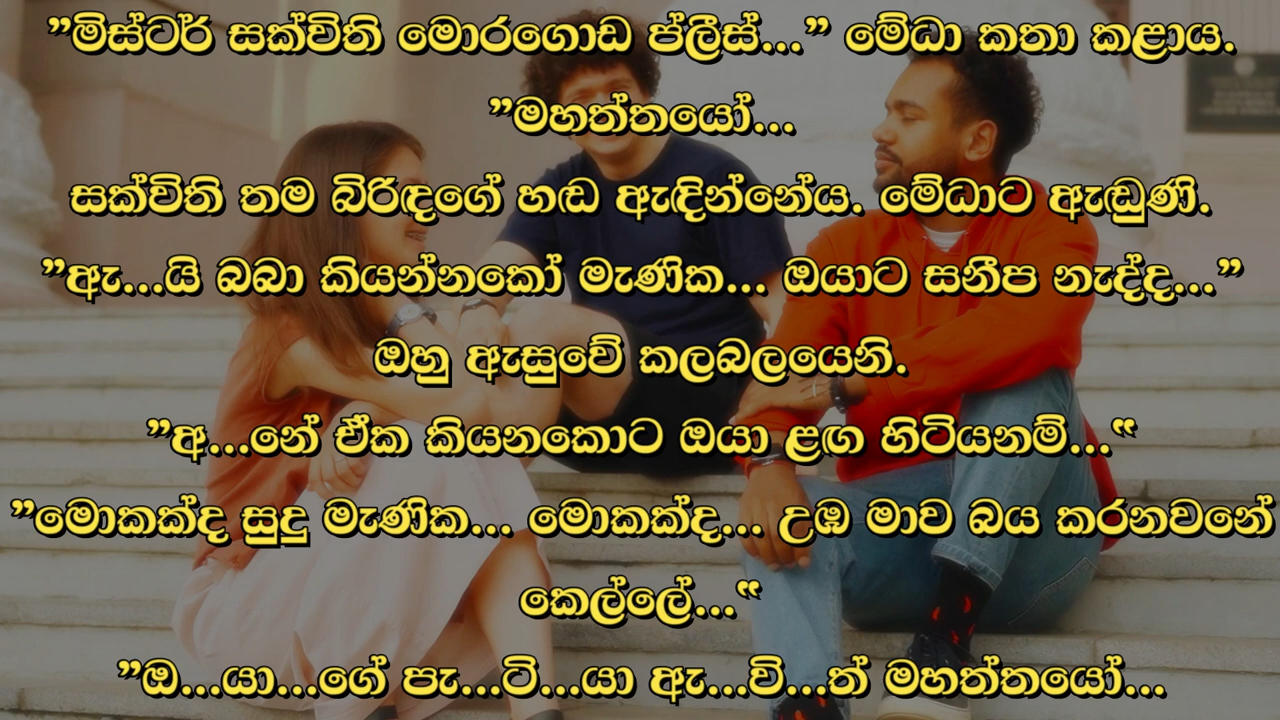 ”මිස්ටර් සක්විති මොරගොඩ ප්ලීස්...” මේධා කතා කළාය.
”මහත්තයෝ...
සක්විති තම බිරිඳගේ හඬ ඇඳින්නේය. මේධාට ඇඬුණි.
”ඇ...යි බබා කියන්නකෝ මැණික... ඔයාට සනීප නැද්ද...”
ඔහු ඇසුවේ කලබලයෙනි.
”අ...නේ ඒක කියනකොට ඔයා ළඟ හිටියනම්...“
”මොකක්ද සුදු මැණික... මොකක්ද... උඹ මාව බය කරනවනේ
කෙල්ලේ...“
”ඔ...යා...ගේ පැ...ටි...යා ඇ...වි...ත් මහත්තයෝ...